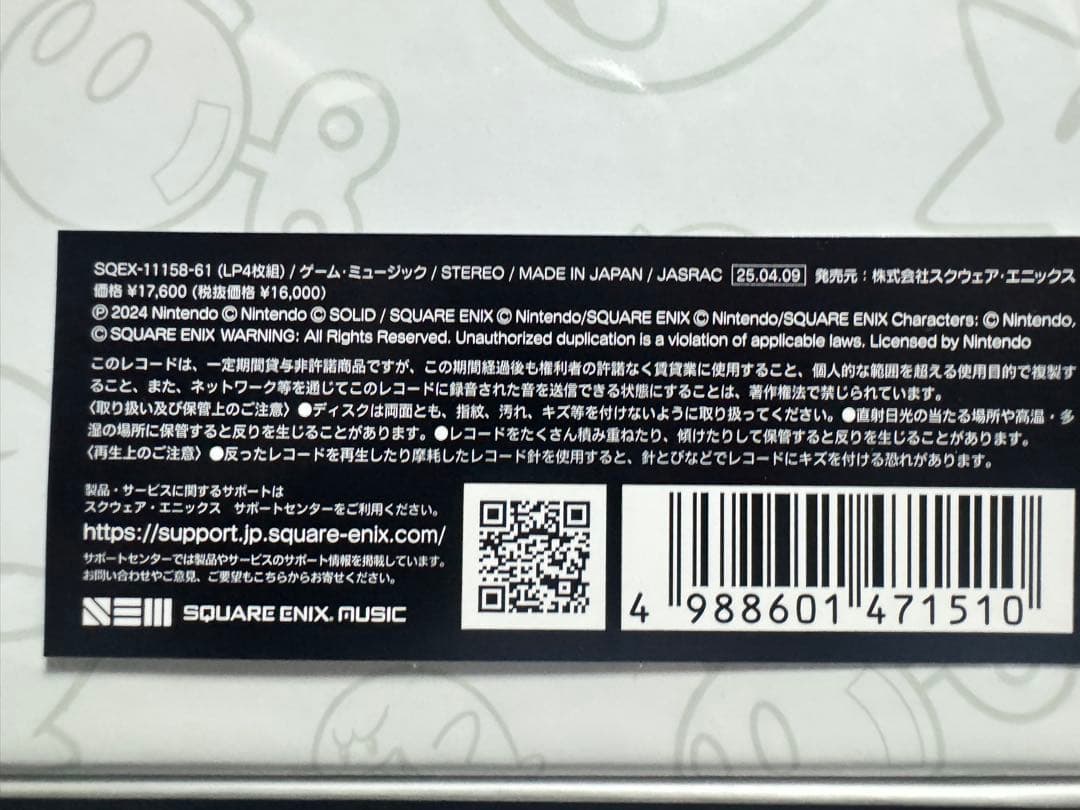 SQEX-11158-61 (LP4枚組) / ゲーム・ミュージック / STEREO / MADE IN JAPAN / JASRAC 25.04.09 発売元：株式会社スクウェア・エニックス
価格 ¥17,600 (税抜価格 ¥16,000)
Ⓟ 2024 Nintendo © Nintendo © SOLID / SQUARE ENIX © Nintendo/SQUARE ENIX © Nintendo/SQUARE ENIX Characters: © Nintendo,
© SQUARE ENIX WARNING: All Rights Reserved. Unauthorized duplication is a violation of applicable laws. Licensed by Nintendo
このレコードは、一定期間貸与非許諾商品ですが、この期間経過後も権利者の許諾なく賃貸業に使用すること、個人的な範囲を超える使用目的で複製す
ること、また、ネットワーク等を通じてこのレコードに録音された音を送信できる状態にすることは、著作権法で禁じられています。
〈取り扱い及び保管上のご注意〉●ディスクは両面とも、指紋、汚れ、キズ等を付けないように取り扱ってください。●直射日光の当たる場所や高温・多
湿の場所に保管すると反りを生じることがあります。●レコードをたくさん積み重ねたり、傾けたりして保管すると反りを生じることがあります。
〈再生上のご注意〉●反ったレコードを再生したり摩耗したレコード針を使用すると、針とびなどでレコードにキズを付ける恐れがあります。
製品・サービスに関するサポートは
スクウェア・エニックス サポートセンターをご利用ください。
https://support.jp.square-enix.com/
サポートセンターでは製品やサービスのサポート情報を掲載しています。
お問い合わせやご意見、ご要望もこちらからお寄せください。
SEM SQUARE ENIX. MUSIC
4 988601 471510